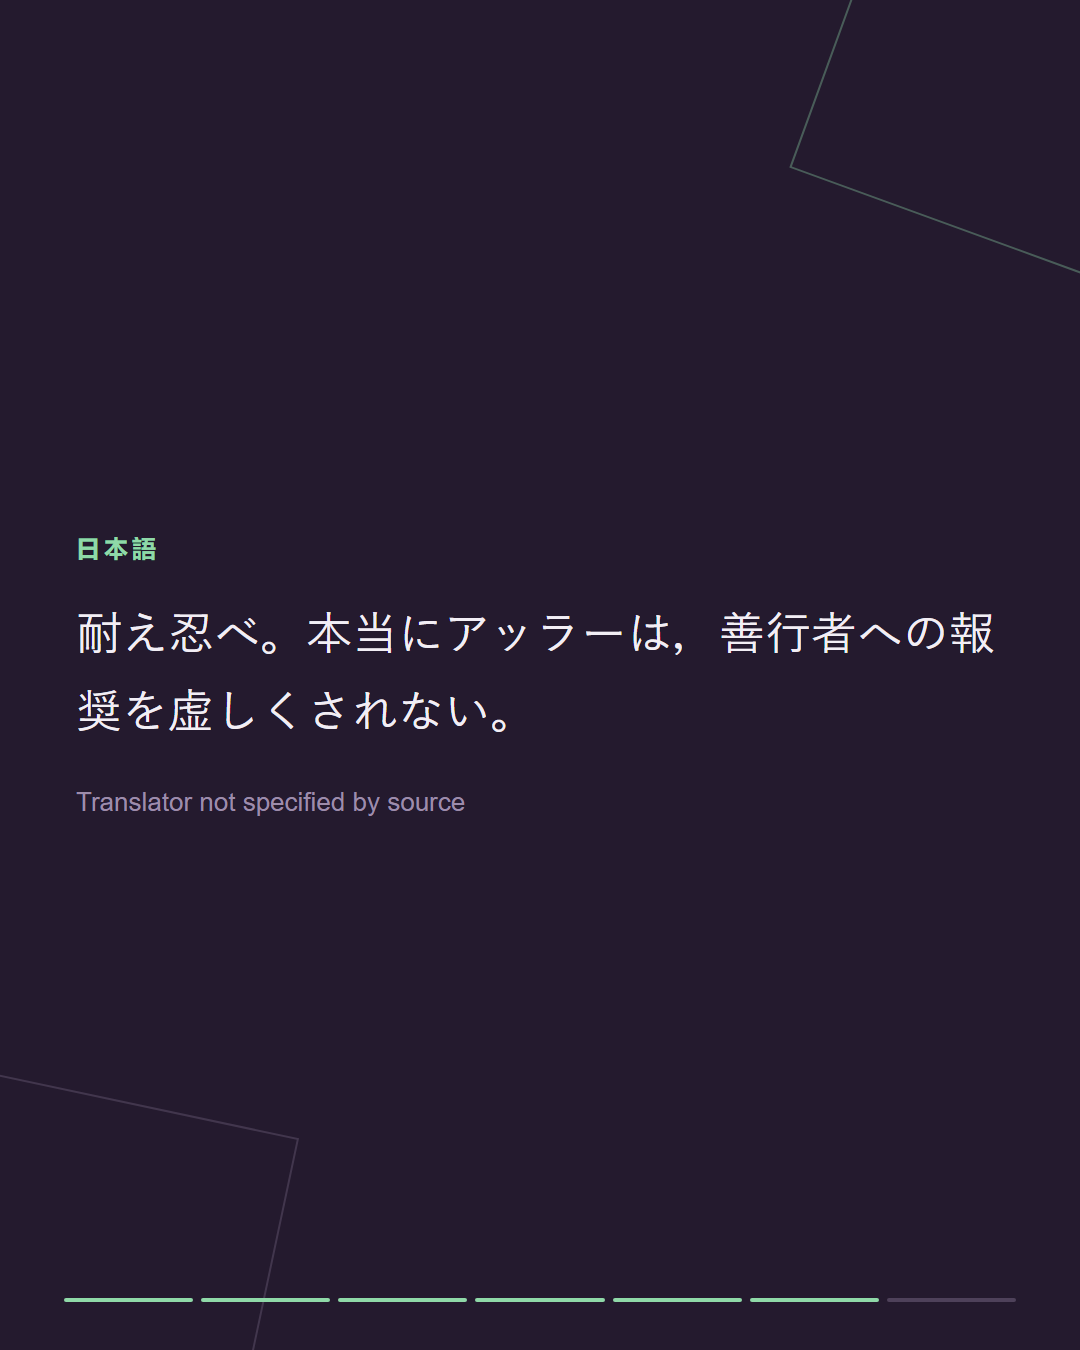 日本語
耐え忍べ。本当にアッラーは，善行者への報
奨を虚しくされない。
Translator not specified by source